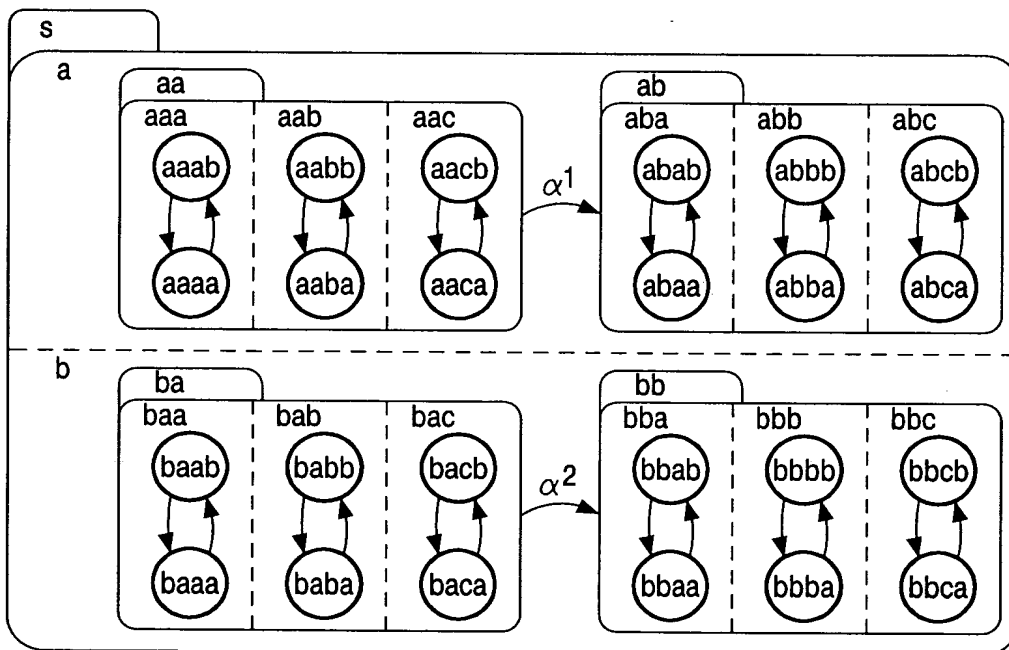 s
a
aa ab
aaa aab aac aba abb abc
aaab aabb aacb abab abbb abcb
α¹
aaaa aaba aaca abaa abba abca
b
ba bb
baa bab bac bba bbb bbc
baab babb bacb bbab bbbb bbcb
α²
baaa baba baca bbaa bbba bbca